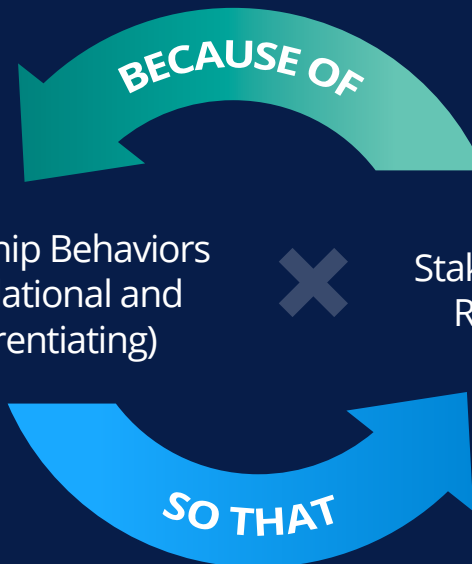 BECAUSE OF
hip Behaviors
ational and
rentiating)
Stak
R
SO THAT